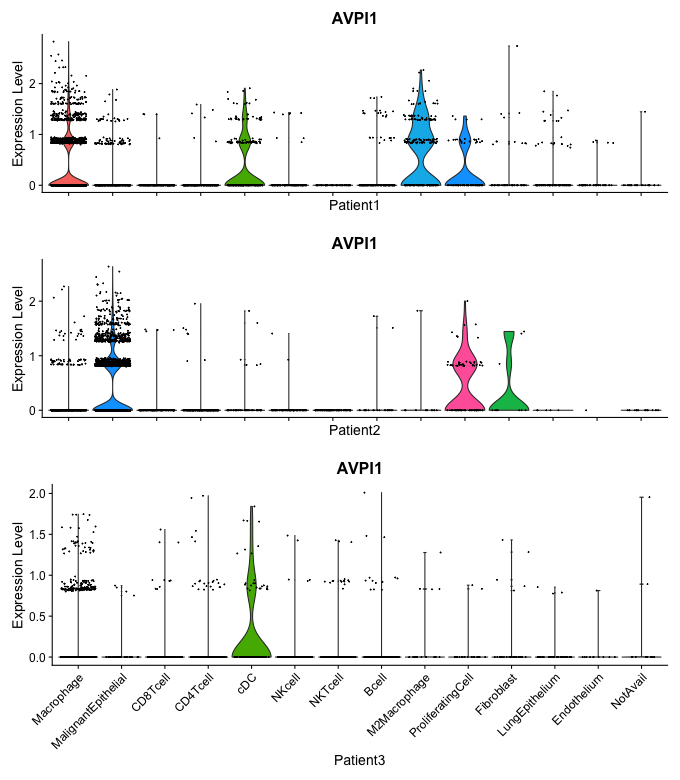 AVPI1
Expression Level
2
1
0
Patient1
AVPI1
Expression Level
2
1
0
Patient2
AVPI1
Expression Level
2.0
1.5
1.0
0.5
0.0
Macrophage
MalignantEpithelial
CD8Tcell
CD4Tcell
cDC
NKcell
NKTcell
Bcell
M2Macrophage
ProliferatingCell
Fibroblast
LungEpithelium
Endothelium
NotAvail
Patient3